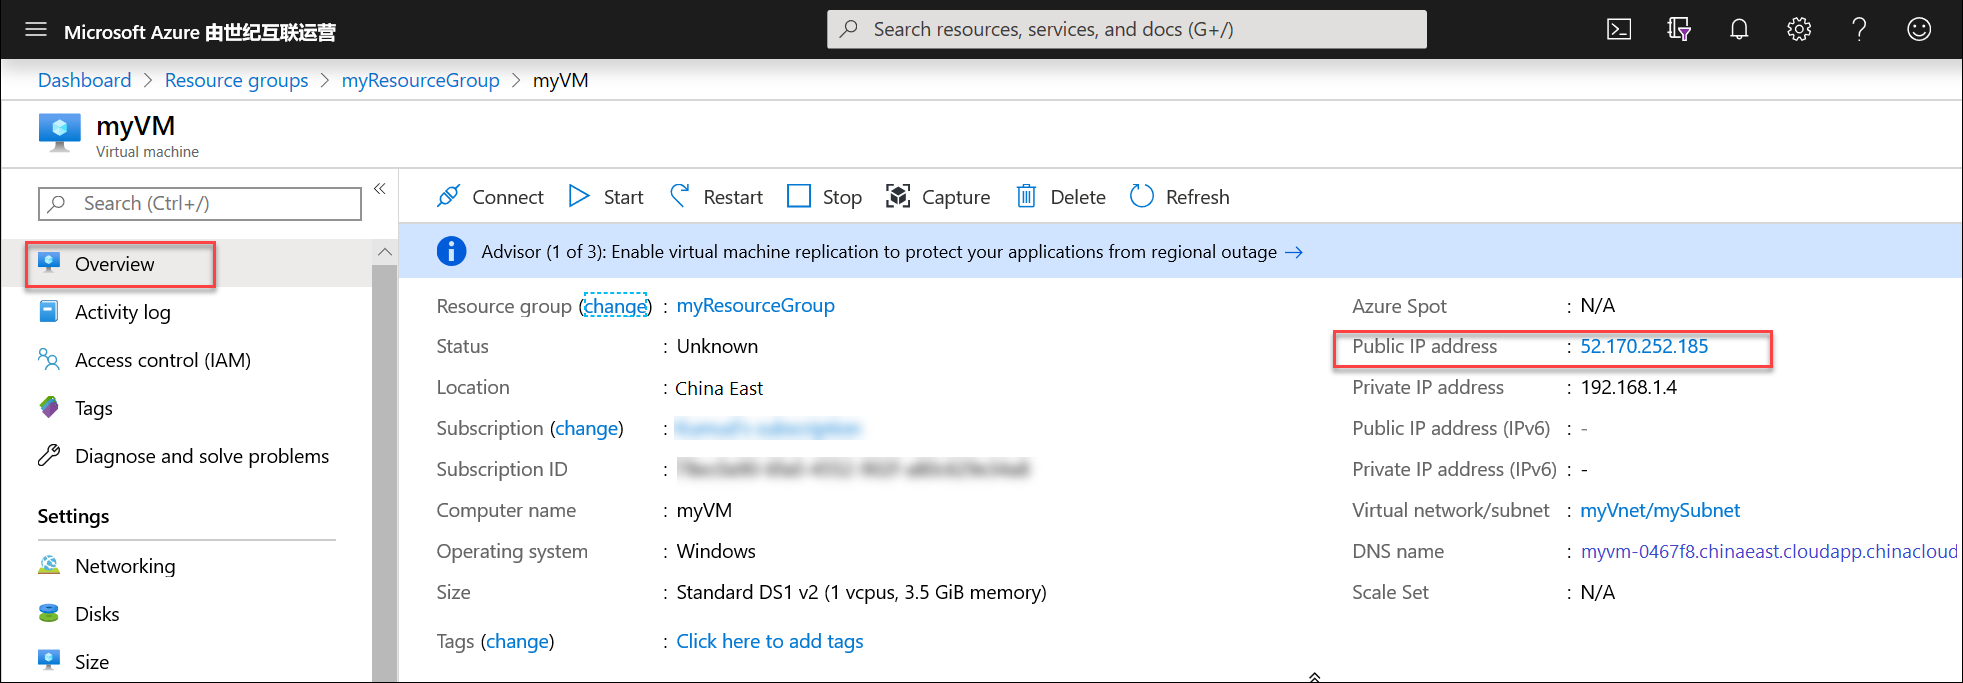 Microsoft Azure 由世纪互联运营
Search resources, services, and docs (G+/)
Dashboard > Resource groups > myResourceGroup > myVM
myVM
Virtual machine
Search (Ctrl+/)
«
Overview
Activity log
Access control (IAM)
Tags
Diagnose and solve problems
Settings
Networking
Disks
Size
Connect Start Restart Stop Capture Delete Refresh
Advisor (1 of 3): Enable virtual machine replication to protect your applications from regional outage →
Resource group (change) : myResourceGroup
Status : Unknown
Location : China East
Subscription (change) :
Subscription ID :
Computer name : myVM
Operating system : Windows
Size : Standard DS1 v2 (1 vcpus, 3.5 GiB memory)
Tags (change) : Click here to add tags
Azure Spot : N/A
Public IP address : 52.170.252.185
Private IP address : 192.168.1.4
Public IP address (IPv6) : -
Private IP address (IPv6) : -
Virtual network/subnet : myVnet/mySubnet
DNS name : myvm-0467f8.chinaeast.cloudapp.chinacloud
Scale Set : N/A